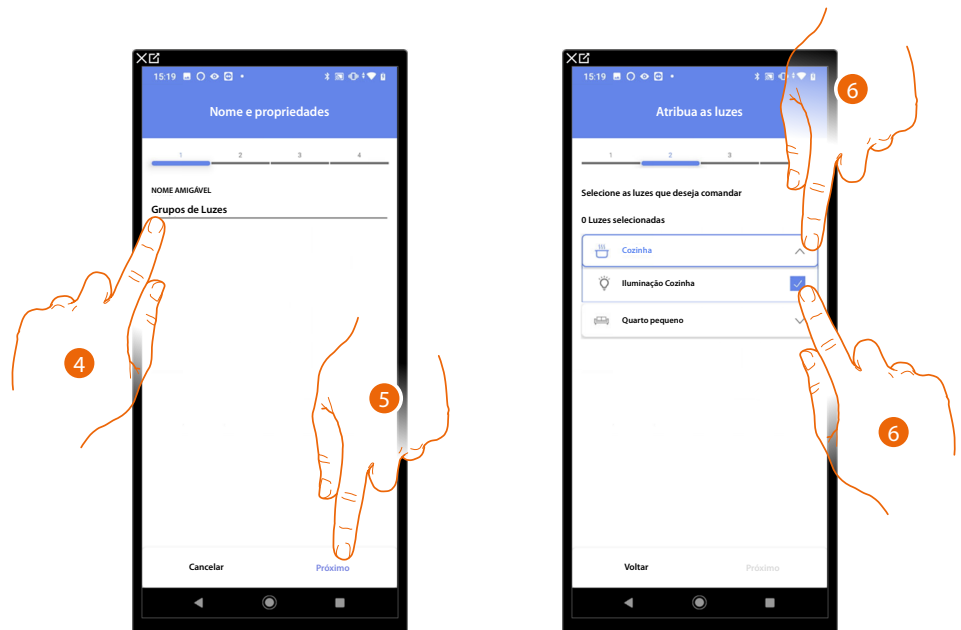 15:19
Nome e propriedades
1 2 3 4
NOME AMIGÁVEL
Grupos de Luzes
4
5
Cancelar Próximo
15:19
Atribua as luzes
1 2 3
Selecione as luzes que deseja comandar
0 Luzes selecionadas
Cozinha
Iluminação Cozinha
Quarto pequeno
6
6
Voltar Próximo